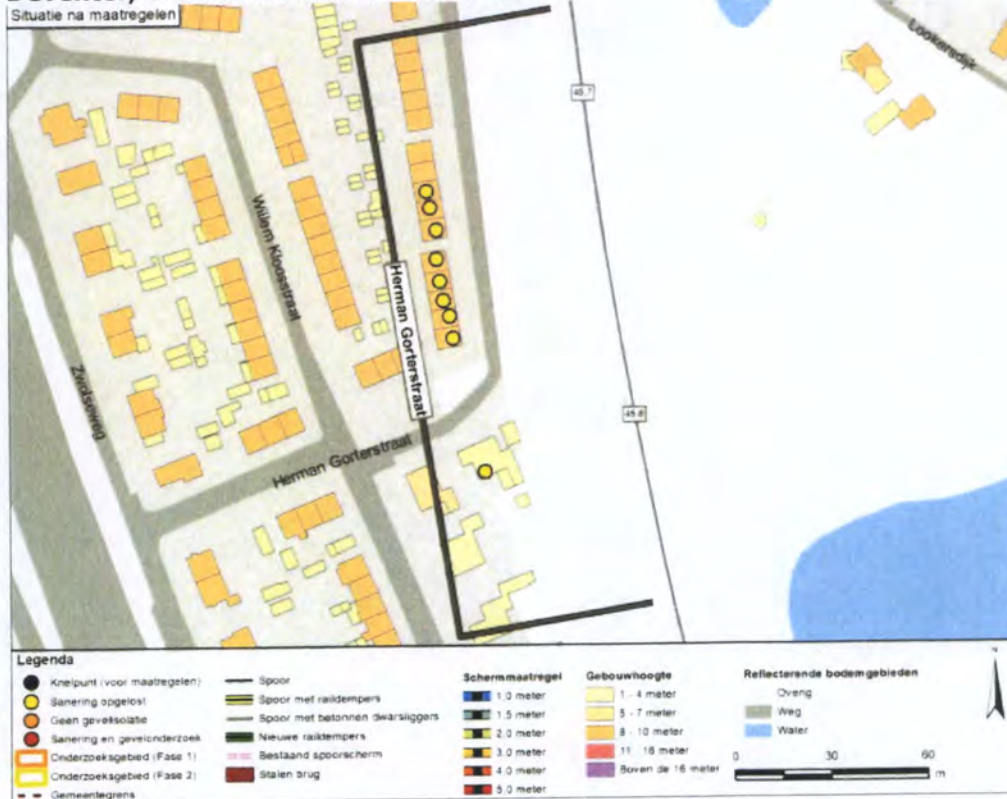 Situatie na maatregelen
Lookersdijk
45.7
Willem Kloosstraat
Herman Gorterstraat
Zwolseweg
45.8
Herman Gorterstraat
Legenda
Knelpunt (voor maatregelen)
Sanering opgelost
Geen gevelisolatie
Sanering en gevelonderzoek
Onderzoeksgebied (Fase 1)
Onderzoeksgebied (Fase 2)
Gemeentegrens
Spoor
Spoor met raildempers
Spoor met betonnen dwarsliggers
Nieuwe raildempers
Bestaand spoorscherm
Stalen brug
Schermmaatregel
1,0 meter
1,5 meter
2,0 meter
3,0 meter
4,0 meter
5,0 meter
Gebouwhoogte
1 - 4 meter
5 - 7 meter
8 - 10 meter
11 - 16 meter
Boven de 16 meter
Reflecterende bodemgebieden
Overig
Weg
Water
0 30 60
m
N